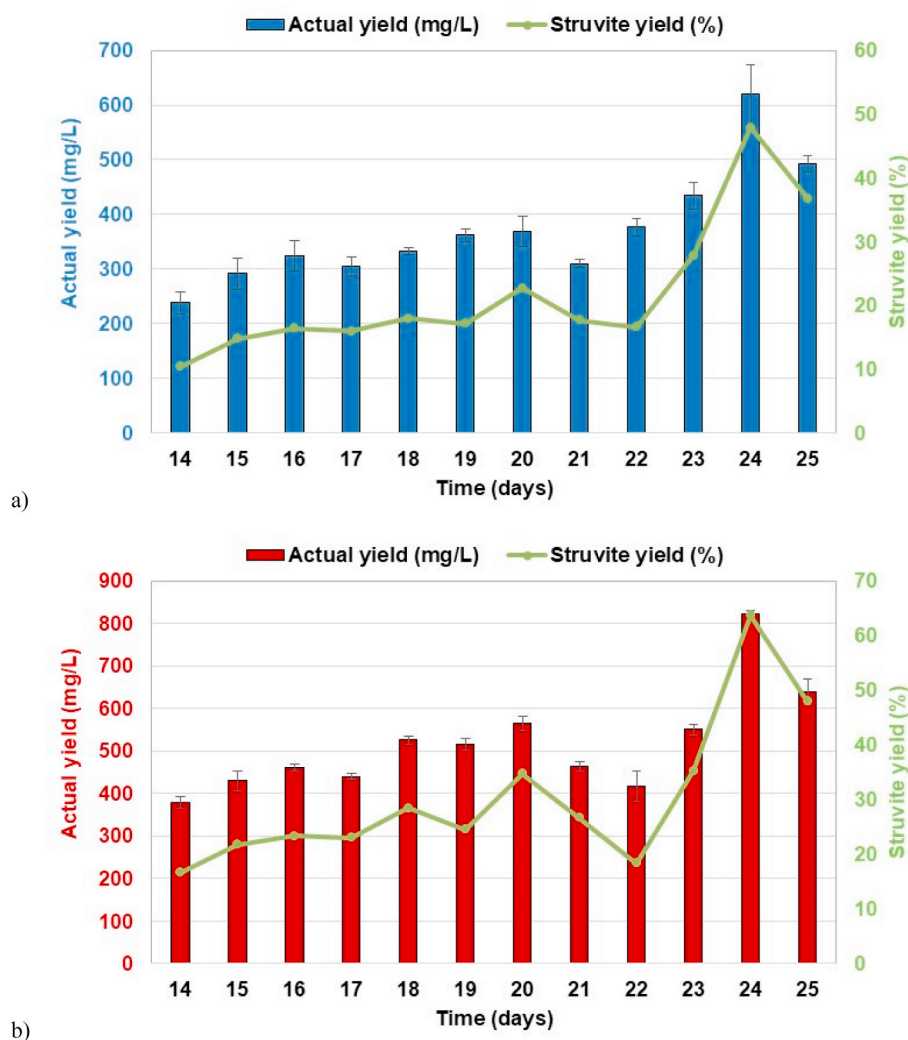 Actual yield (mg/L) Struvite yield (%)
700
600
500
400
300
200
100
0
Actual yield (mg/L)
60
50
40
30
20
10
0
Struvite yield (%)
14 15 16 17 18 19 20 21 22 23 24 25
Time (days)
a)
Actual yield (mg/L) Struvite yield (%)
900
800
700
600
500
400
300
200
100
0
Actual yield (mg/L)
70
60
50
40
30
20
10
0
Struvite yield (%)
14 15 16 17 18 19 20 21 22 23 24 25
Time (days)
b)